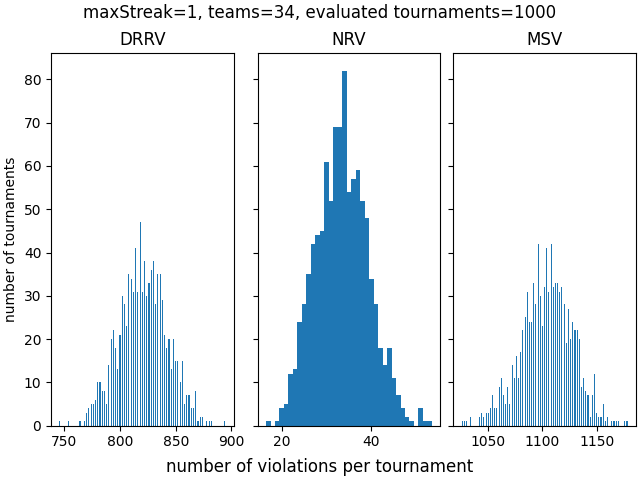 maxStreak=1, teams=34, evaluated tournaments=1000
DRRV NRV MSV
number of tournaments
80
70
60
50
40
30
20
10
0
750 800 850 900 20 40 1050 1100 1150
number of violations per tournament